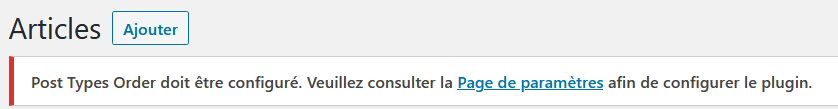 Articles Ajouter
Post Types Order doit être configuré. Veuillez consulter la Page de paramètres afin de configurer le plugin.